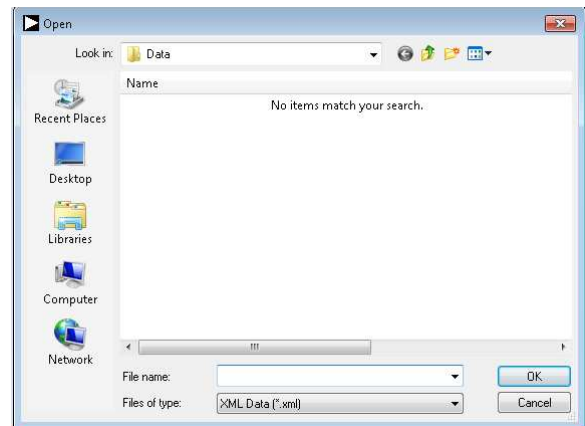 Open
Look in: Data
Name
No items match your search.
Recent Places
Desktop
Libraries
Computer
Network
File name: OK
Files of type: XML Data (*.xml) Cancel